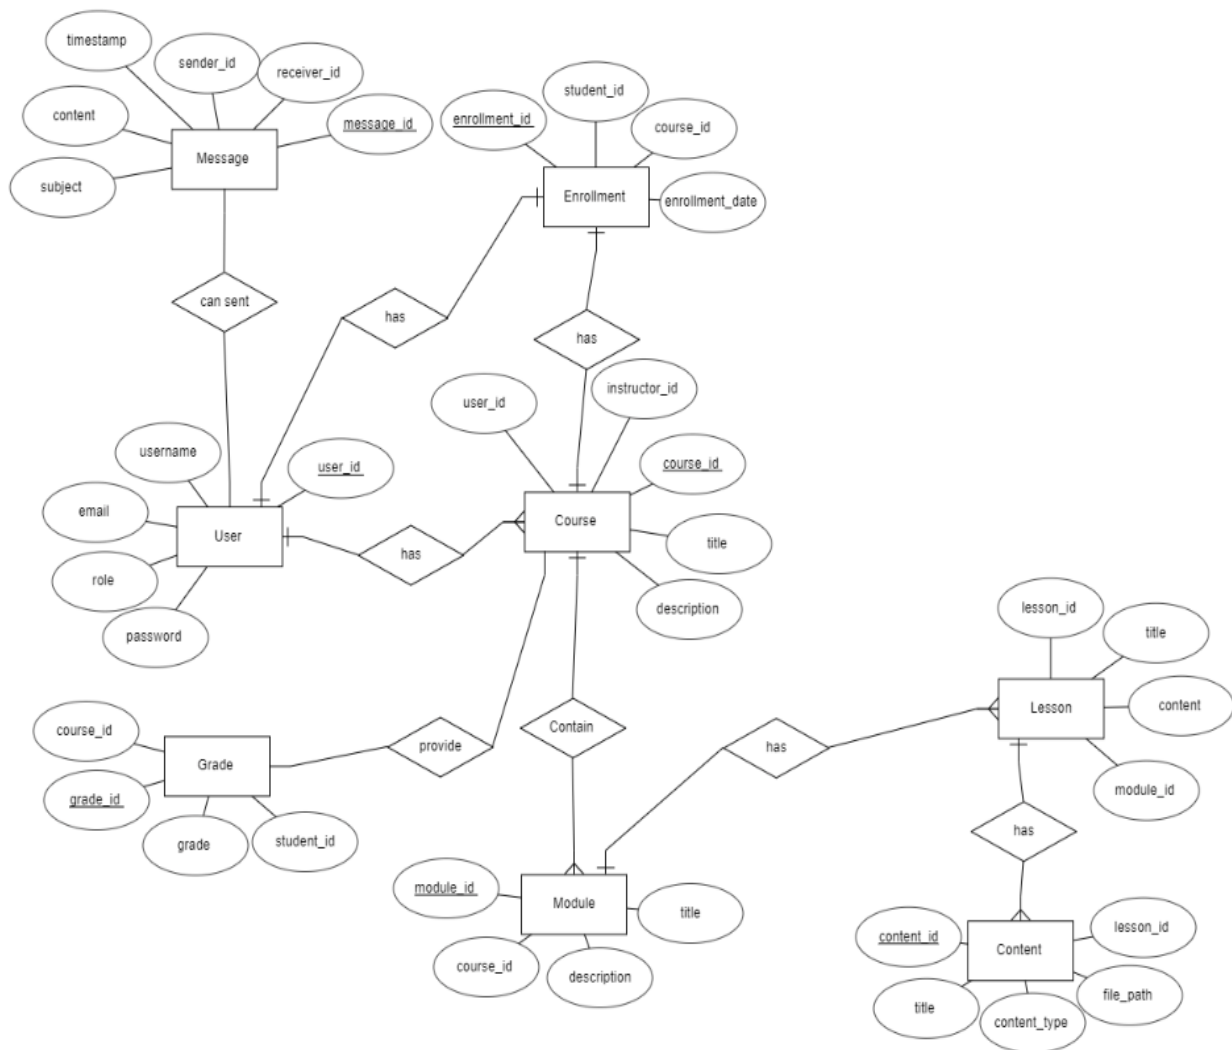 timestamp
sender_id
receiver_id
content
message_id
Message
subject
student_id
enrollment_id
course_id
Enrollment
enrollment_date
can sent
has
has
instructor_id
user_id
username
user_id
course_id
email
User
Course
title
has
role
description
password
lesson_id
title
Lesson
content
course_id
Grade
provide
Contain
has
grade_id
grade
student_id
module_id
has
module_id
Module
title
course_id
description
content_id
Content
lesson_id
title
content_type
file_path